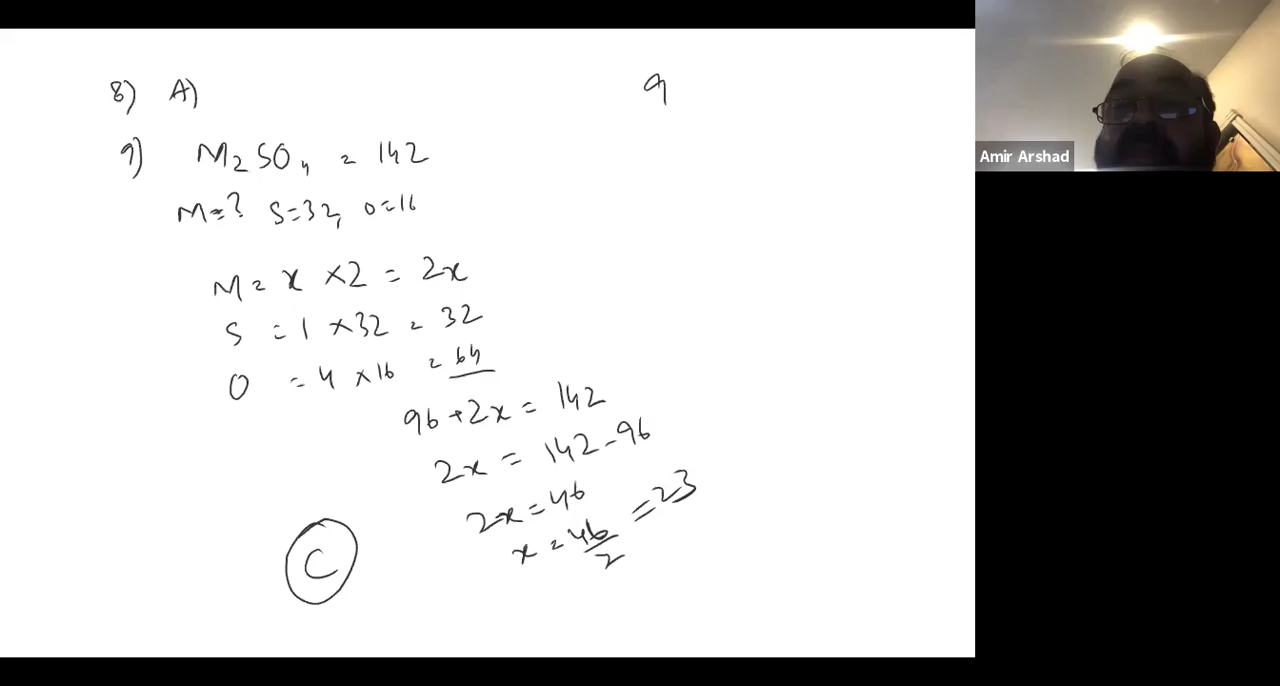 8) A)
9
9) M₂SO₄ = 142
M=? S=32, O=16
M= x ×2 = 2x
S = 1 ×32 = 32
O = 4 ×16 = 64
96+2x = 142
2x = 142-96
2x = 46
x = 46/2 = 23
C
Amir Arshad